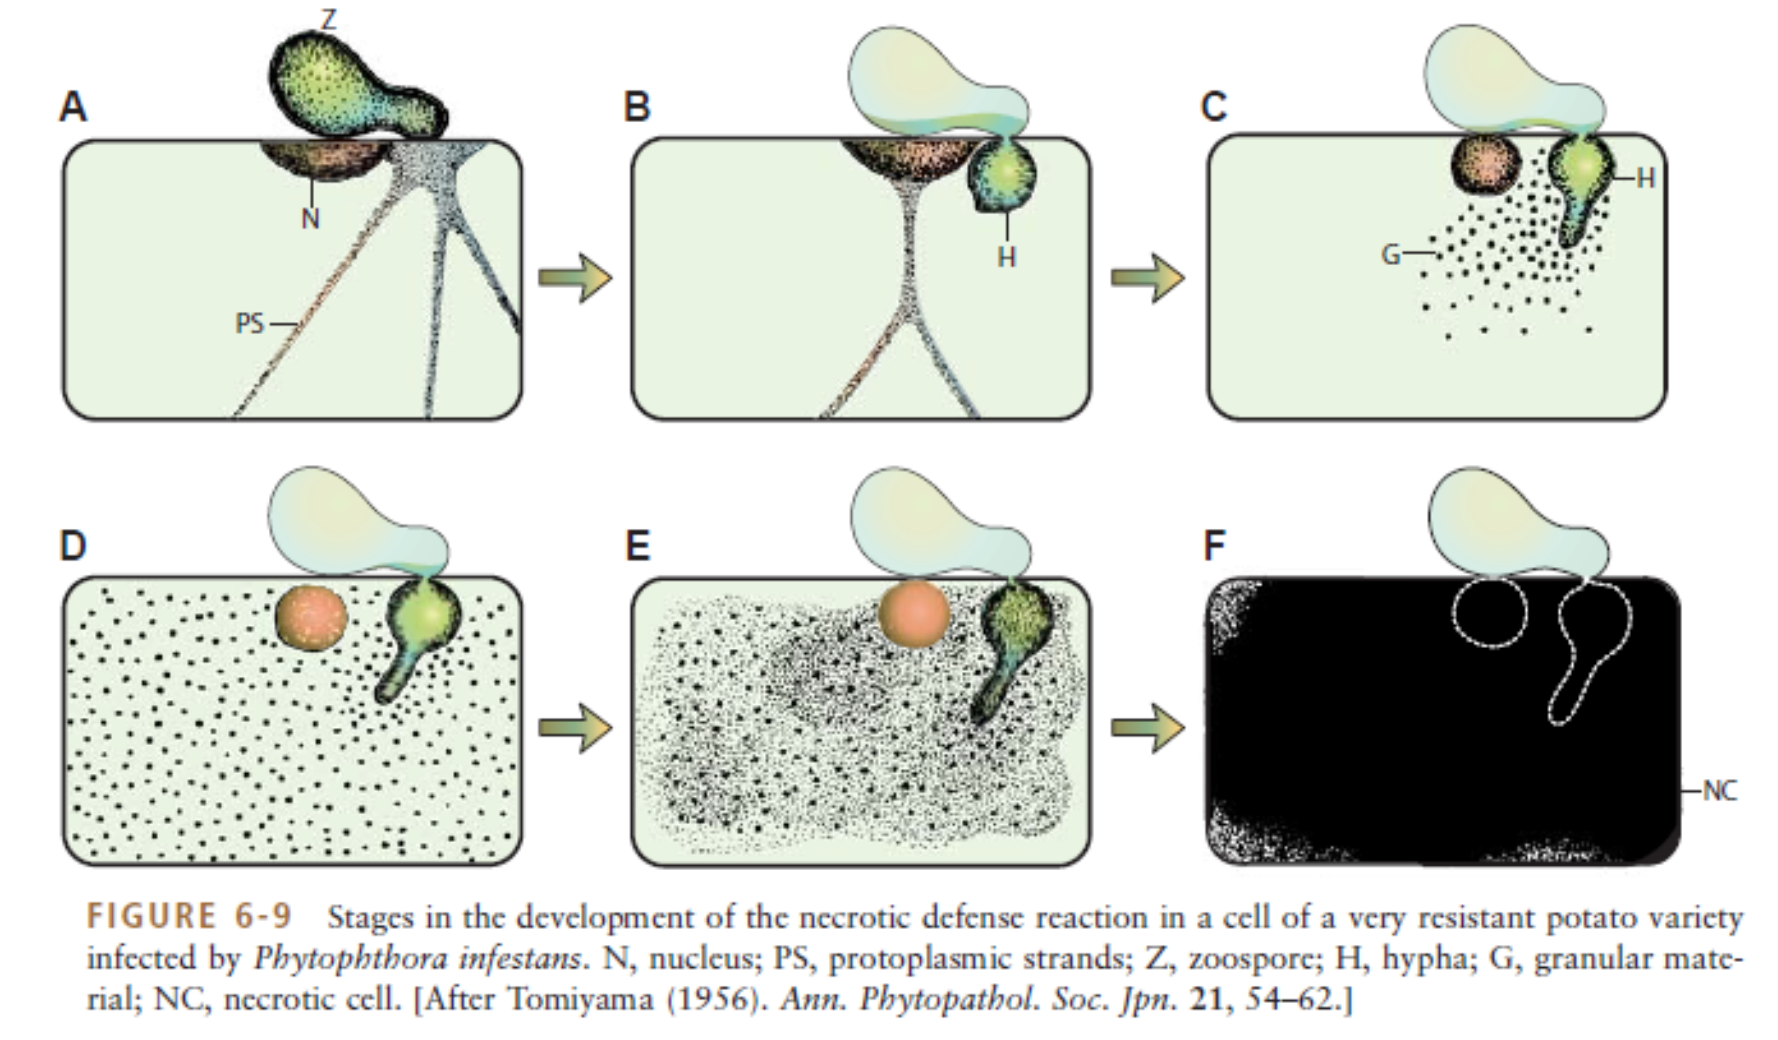 Z
A
B
C
N
H
H
G
PS
D
E
F
NC
FIGURE 6-9 Stages in the development of the necrotic defense reaction in a cell of a very resistant potato variety
infected by Phytophthora infestans. N, nucleus; PS, protoplasmic strands; Z, zoospore; H, hypha; G, granular mate-
rial; NC, necrotic cell. [After Tomiyama (1956). Ann. Phytopathol. Soc. Jpn. 21, 54–62.]